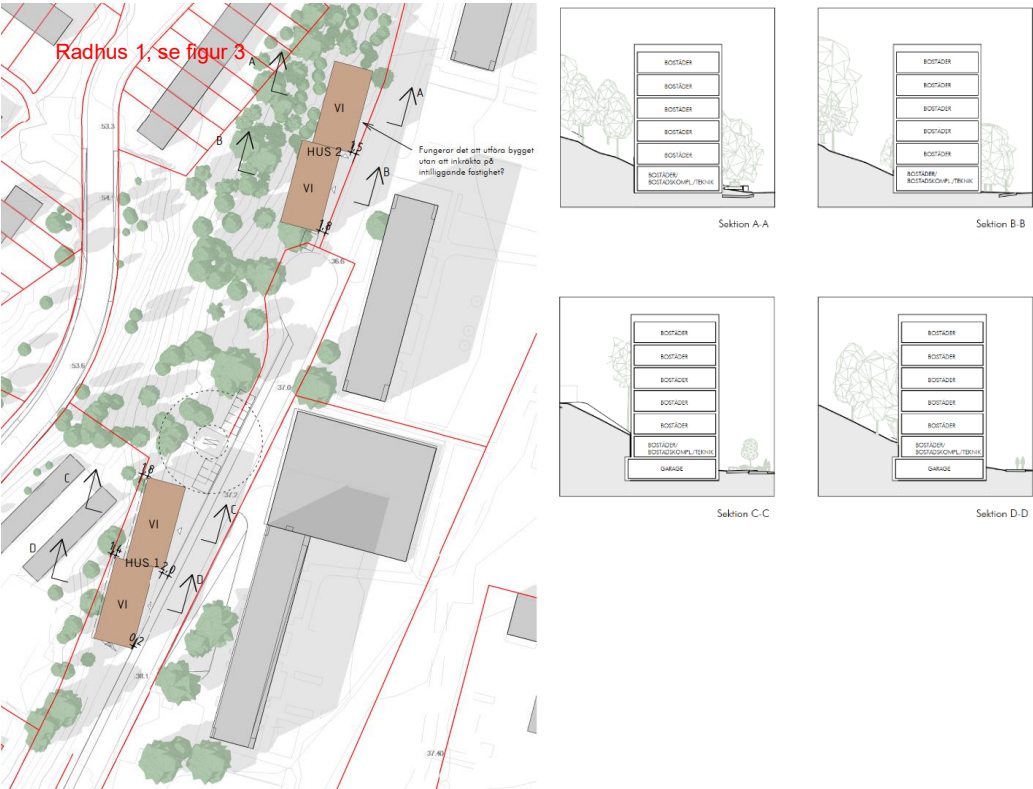 Radhus 1, se figur 3
A
A
.53.3
VI
B
HUS 2
1.5
Fungerar det att utföra bygget
utan att inkräkta på
intilliggande fastighet?
B
VI
.54.1
1.8
.36.6
.53.6
37.6
1.8
C
37.2
C
VI
D
1.4
HUS 1
2.0
D
VI
0.2
.38.1
.37.40
BOSTÄDER
BOSTÄDER
BOSTÄDER
BOSTÄDER
BOSTÄDER
BOSTÄDER/
BOSTADSKOMPL./TEKNIK
Sektion A-A
BOSTÄDER
BOSTÄDER
BOSTÄDER
BOSTÄDER
BOSTÄDER
BOSTÄDER/
BOSTADSKOMPL./TEKNIK
Sektion B-B
BOSTÄDER
BOSTÄDER
BOSTÄDER
BOSTÄDER
BOSTÄDER
BOSTÄDER/
BOSTADSKOMPL./TEKNIK
GARAGE
Sektion C-C
BOSTÄDER
BOSTÄDER
BOSTÄDER
BOSTÄDER
BOSTÄDER
BOSTÄDER/
BOSTADSKOMPL./TEKNIK
GARAGE
Sektion D-D